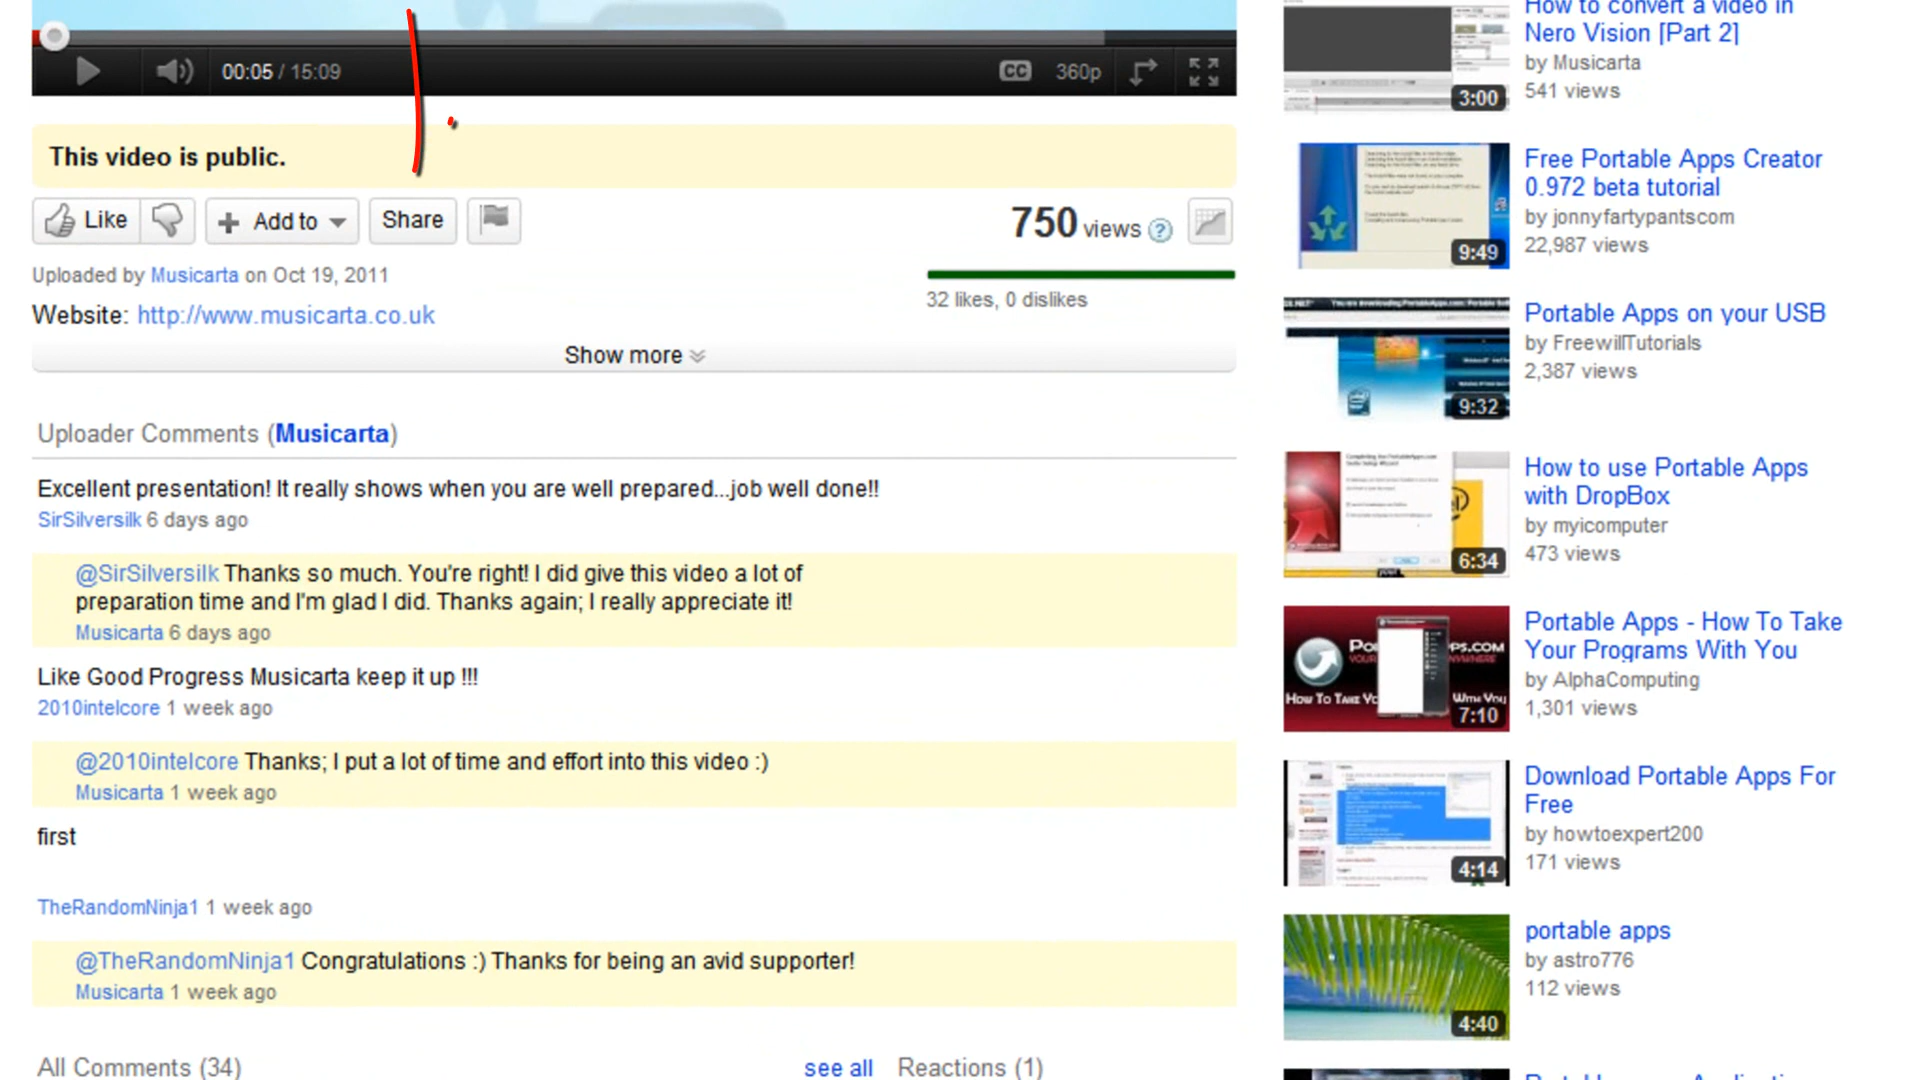 00:05 / 15:09
CC
360p
This video is public.
Like
Add to
Share
750 views ?
Uploaded by Musicarta on Oct 19, 2011
32 likes, 0 dislikes
Website: http://www.musicarta.co.uk
Show more
Uploader Comments (Musicarta)
Excellent presentation! It really shows when you are well prepared...job well done!!
SirSilversilk 6 days ago
@SirSilversilk Thanks so much. You're right! I did give this video a lot of
preparation time and I'm glad I did. Thanks again; I really appreciate it!
Musicarta 6 days ago
Like Good Progress Musicarta keep it up !!!
2010intelcore 1 week ago
@2010intelcore Thanks; I put a lot of time and effort into this video :)
Musicarta 1 week ago
first
TheRandomNinja1 1 week ago
@TheRandomNinja1 Congratulations :) Thanks for being an avid supporter!
Musicarta 1 week ago
All Comments (34)
see all
Reactions (1)
How to convert a video in
Nero Vision [Part 2]
by Musicarta
541 views
3:00
Free Portable Apps Creator
0.972 beta tutorial
by jonnyfartypantscom
22,987 views
9:49
Portable Apps on your USB
by FreewillTutorials
2,387 views
9:32
How to use Portable Apps
with DropBox
by myicomputer
473 views
6:34
Portable Apps - How To Take
Your Programs With You
by AlphaComputing
1,301 views
HOW TO TAKE
WITH YOU
7:10
Download Portable Apps For
Free
by howtoexpert200
171 views
4:14
portable apps
by astro776
112 views
4:40